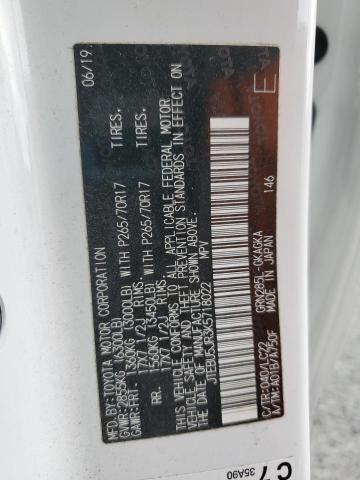 MFD.BY:TOYOTA MOTOR CORPORATION 06/19
GVWR:2855KG (6300LB)
GAWR:FRT. 1360KG (3000LB) WITH P265/70R17 TIRES.
17X7 1/2J RIMS.
RR. 1560KG (3450LB) WITH P265/70R17 TIRES.
17X7 1/2J RIMS
THIS VEHICLE CONFORMS TO ALL APPLICABLE FEDERAL MOTOR
VEHICLE SAFETY AND THEFT PREVENTION STANDARDS IN EFFECT ON
THE DATE OF MANUFACTURE SHOWN ABOVE.
MPV
C/TR:040/LC22 GRN285L-GKAGKA
A/TM:A01B/A750F MADE IN JAPAN 146
E
C7
35A90